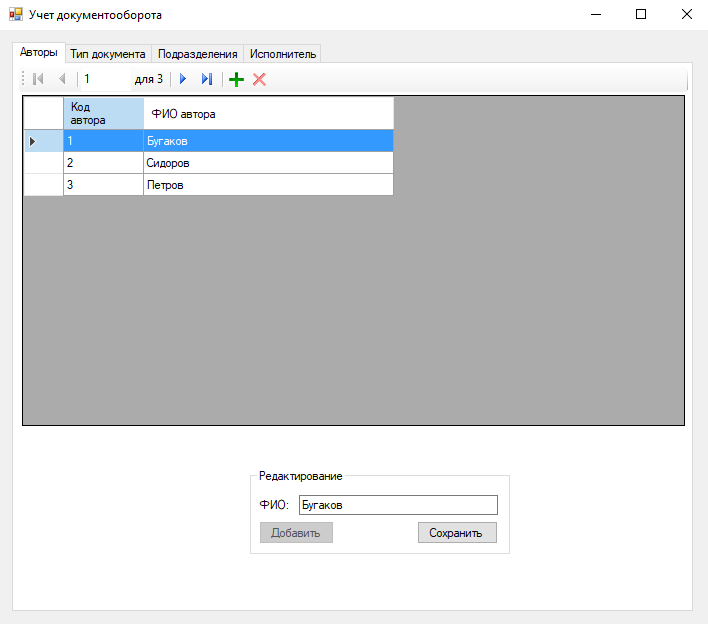 Учет документооборота
Авторы Тип документа Подразделения Исполнитель
1 для 3
Код автора ФИО автора
1 Бугаков
2 Сидоров
3 Петров
Редактирование
ФИО: Бугаков
Добавить Сохранить